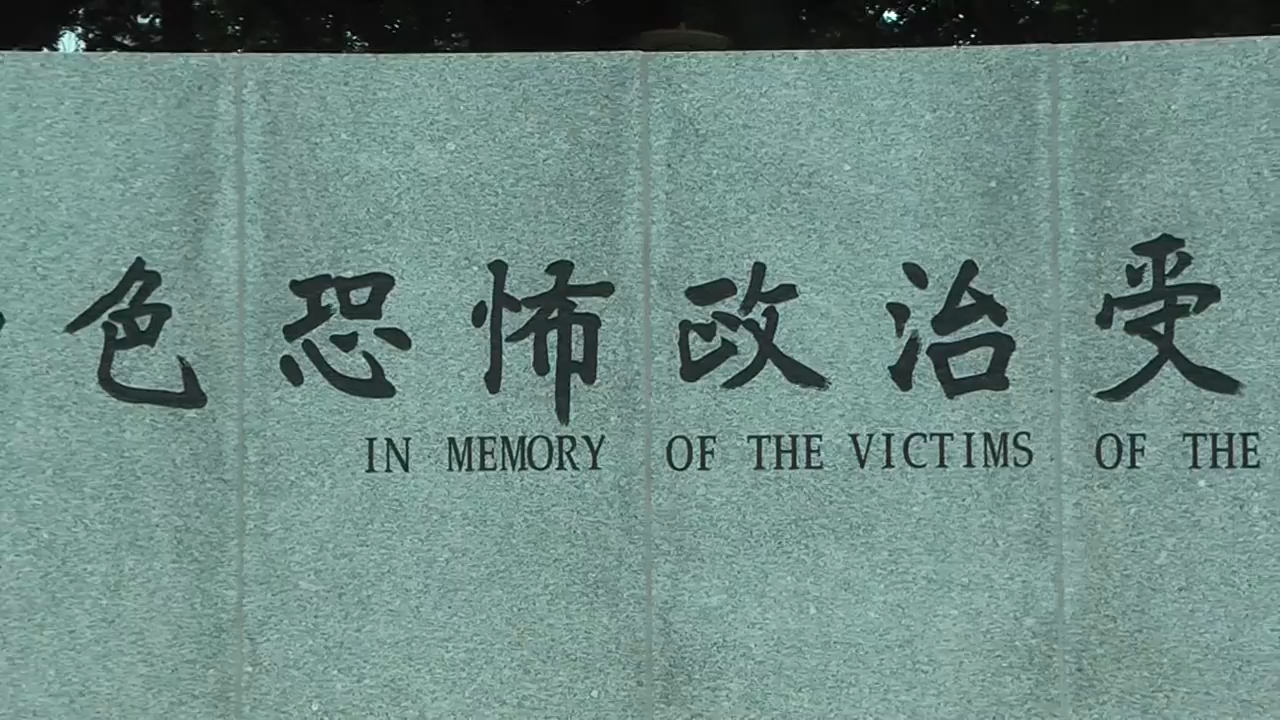 色恐怖政治受
IN MEMORY OF THE VICTIMS OF THE